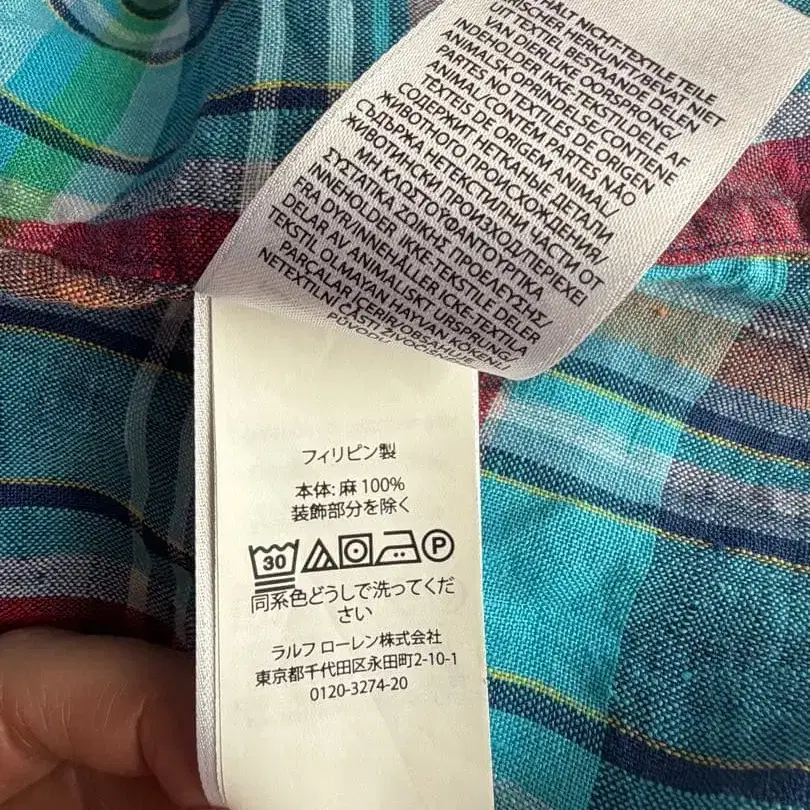 HÄLT NICHT-TEXTILE TEILE
ISCHER HERKUNFT/BEVAT NIET
UIT TEXTIEL BESTAANDE DELEN
VAN DIERLIJKE OORSPRONG/
INDEHOLDER IKKE-TEKSTIL DELE AF
ANIMALSK OPRINDELSE/CONTIENE
PARTES NO TEXTILES DE ORIGEN
ANIMAL/CONTÉM PARTES NÃO
TEXTEIS DE ORIGEM ANIMAL/
СОДЕРЖИТ НЕТКАНЫЕ ДЕТАЛИ
ЖИВОТНОГО ПРОИСХОЖДЕНИЯ/
СЪДЪРЖА НЕТЕКСТИЛНИ ЧАСТИ ОТ
ЖИВОТИНСКИ ПРОИЗХОД/ΠΕΡΙΕΧΕΙ
ΜΗ ΚΛΩΣΤΟΫΦΑΝΤΟΥΡΓΙΚΑ
ΣΥΣΤΑΤΙΚΑ ΖΩΙΚΗΣ ΠΡΟΕΛΕΥΣΗΣ/
INNEHOLDER IKKE TEKSTILE DELER
FRA DYR/INNEHÅLLER ICKE-TEXTILA
DELAR AV ANIMALISKT URSPRUNG/
TEKSTİL OLMAYAN HAYVAN KÖKENLİ
PARÇALAR İÇERİR/OBSAHUJE
NETEXTILNÍ ČÁSTI ŽIVOČIŠNÉHO
PŮVODU
フィリピン製
本体: 麻 100%
装飾部分を除く
30 P
同系色どうしで洗ってくだ
さい
ラルフ ローレン株式会社
東京都千代田区永田町2-10-1
0120-3274-20